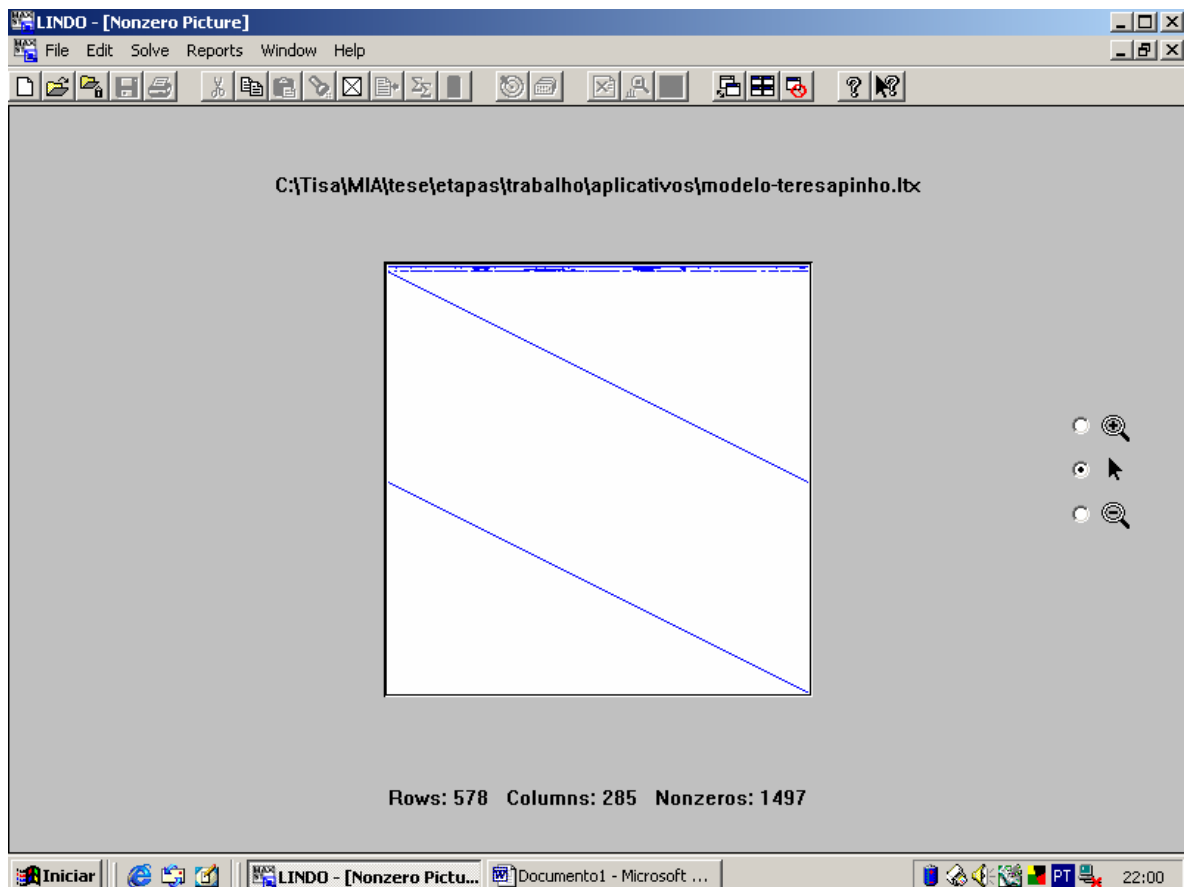 LINDO - [Nonzero Picture]
File Edit Solve Reports Window Help
C:\Tisa\MIA\tese\etapas\trabalho\aplicativos\modelo-teresapinho.ltx
Rows: 578 Columns: 285 Nonzeros: 1497
Iniciar LINDO - [Nonzero Pictu... Documento1 - Microsoft ... PT 22:00